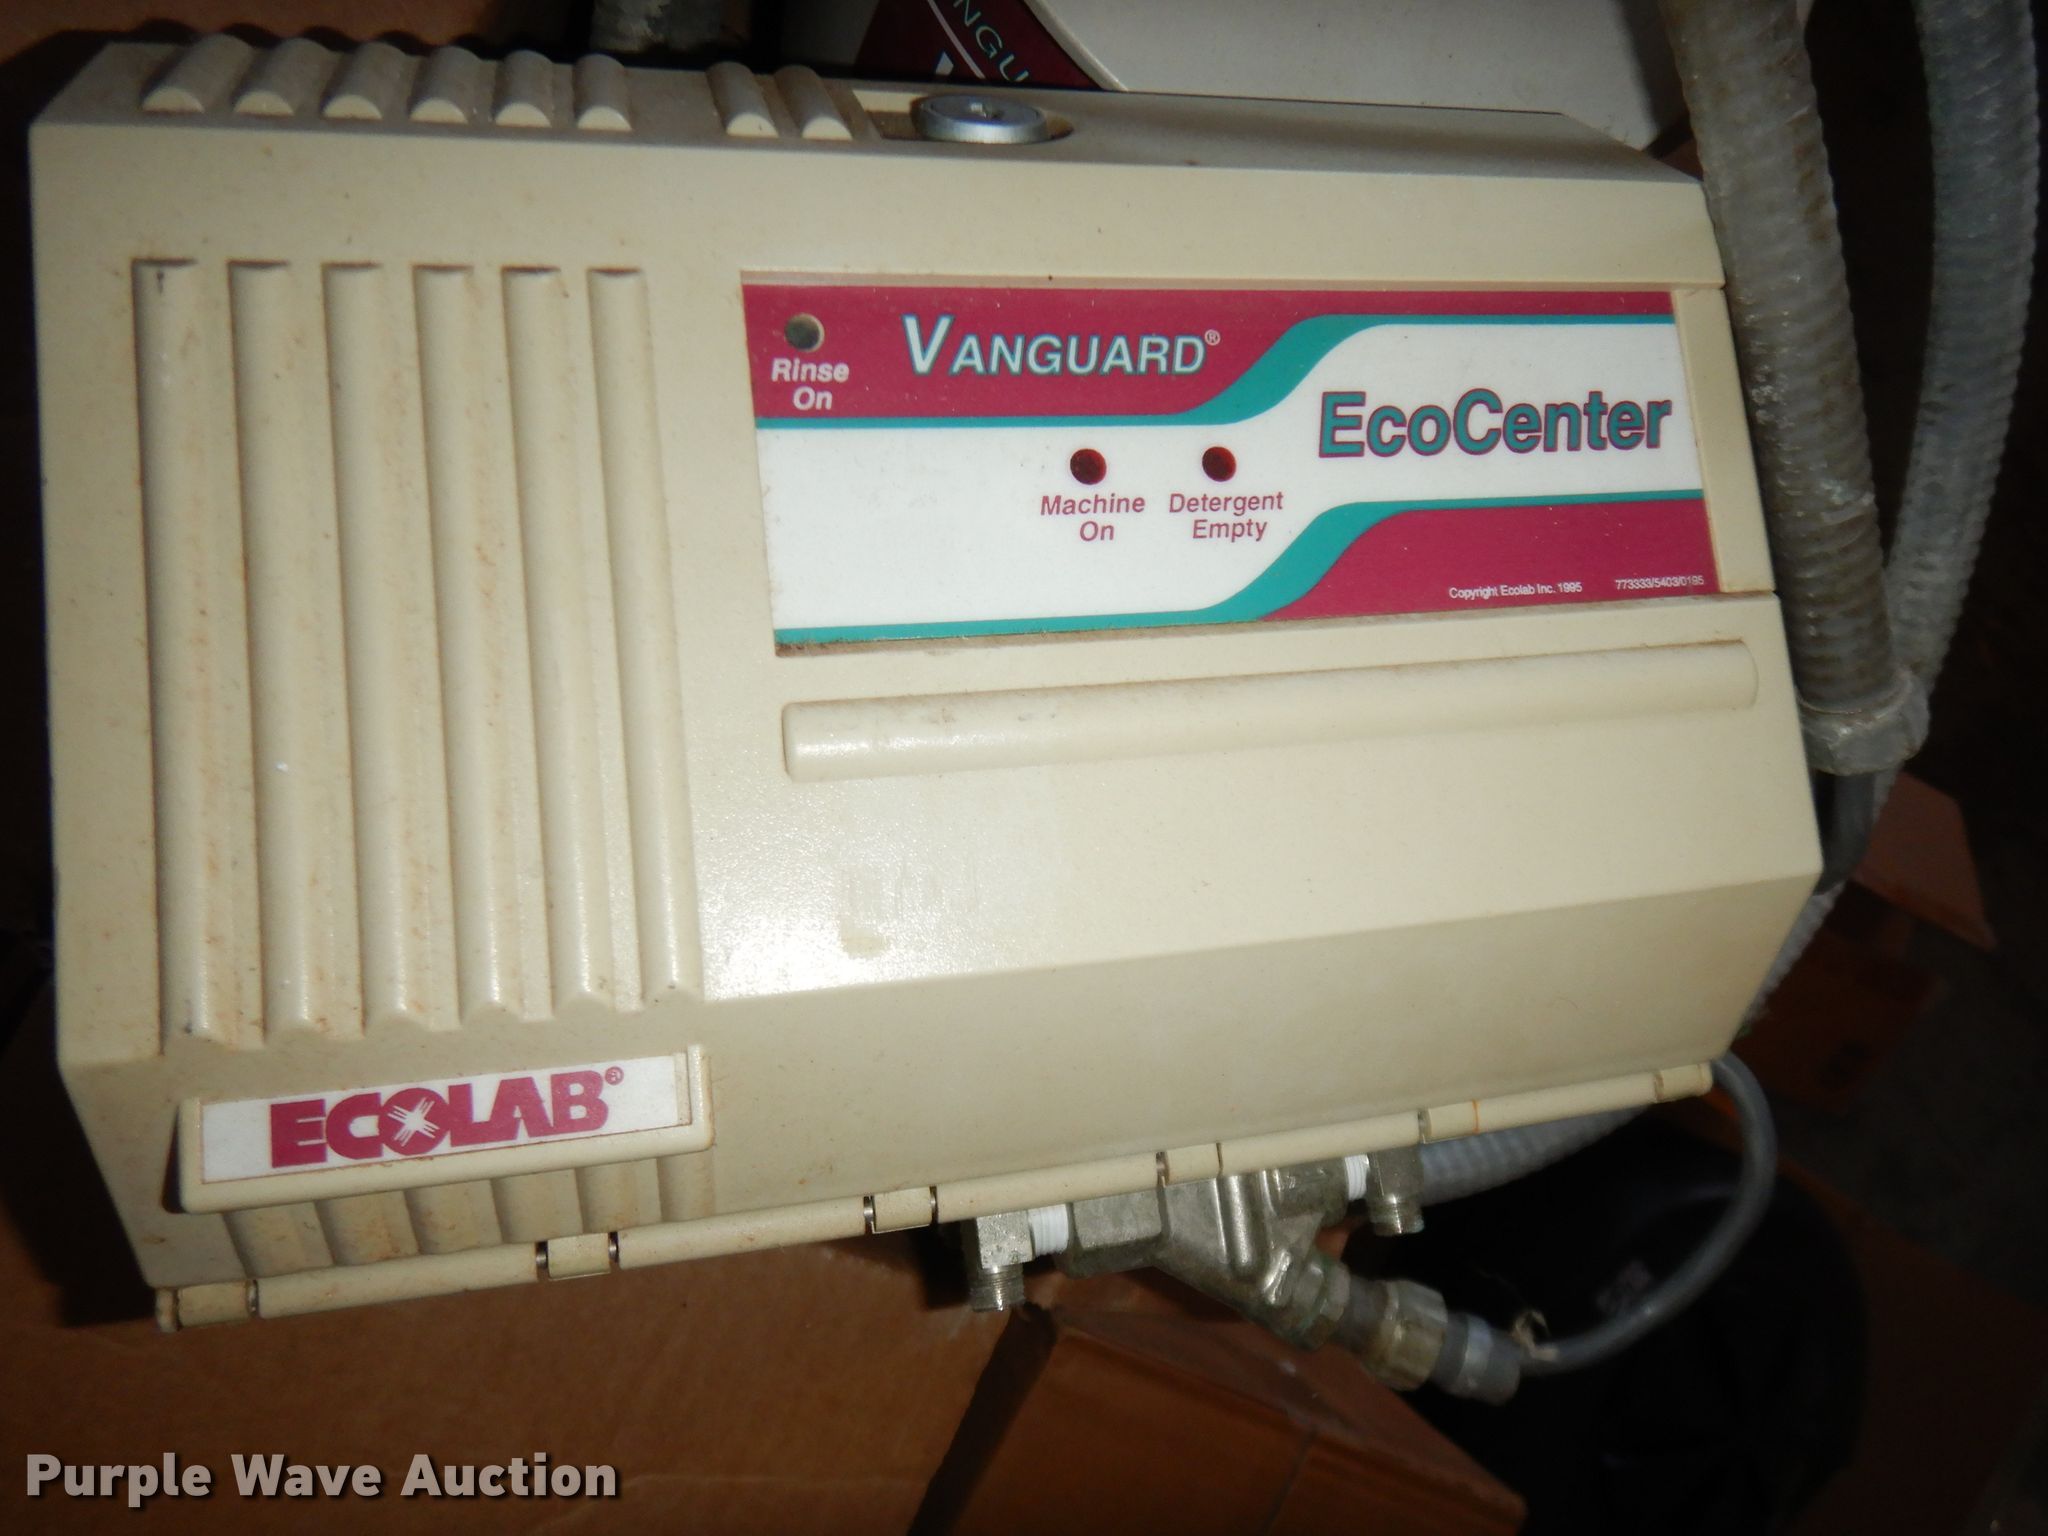 VANGUARD®
EcoCenter
Rinse
On
Machine
On
Detergent
Empty
Copyright Ecolab Inc. 1995
773333/5403/0195
ECOLAB®
Purple Wave Auction